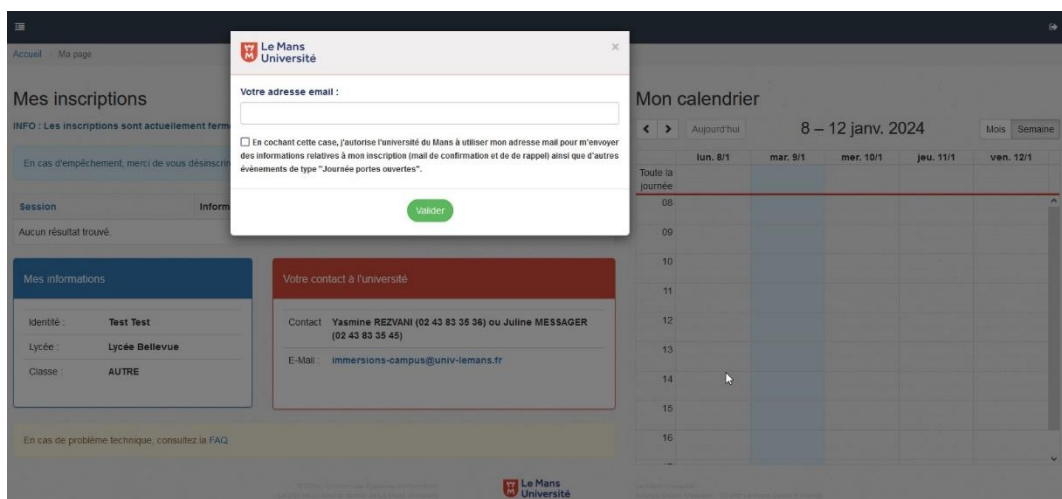 Accueil Ma page
Le Mans
Université
×
Votre adresse email :
En cochant cette case, j'autorise l'université du Mans à utiliser mon adresse mail pour m'envoyer
des informations relatives à mon inscription (mail de confirmation et de de rappel) ainsi que d'autres
évènements de type "Journée portes ouvertes".
Valider
Mes inscriptions
INFO : Les inscriptions sont actuellement ferm
En cas d'empêchement, merci de vous désinscrir
Session Inform
Aucun résultat trouvé.
Mes informations
Identité : Test Test
Lycée : Lycée Bellevue
Classe : AUTRE
Votre contact à l'université
Contact Yasmine REZVANI (02 43 83 35 36) ou Juline MESSAGER
(02 43 83 35 45)
E-Mail : immersions-campus@univ-lemans.fr
En cas de problème technique, consultez la FAQ
Mon calendrier
Aujourd'hui 8 – 12 janv. 2024 Mois Semaine
lun. 8/1 mar. 9/1 mer. 10/1 jeu. 11/1 ven. 12/1
Toute la
journée
08
09
10
11
12
13
14
15
16
Le Mans
Université